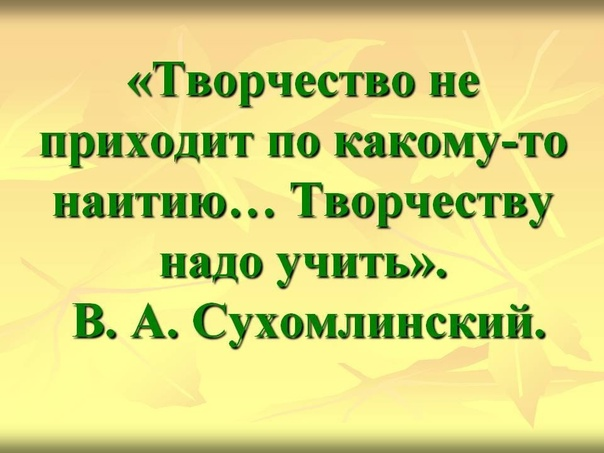 «Творчество не
приходит по какому-то
наитию… Творчеству
надо учить».
В. А. Сухомлинский.